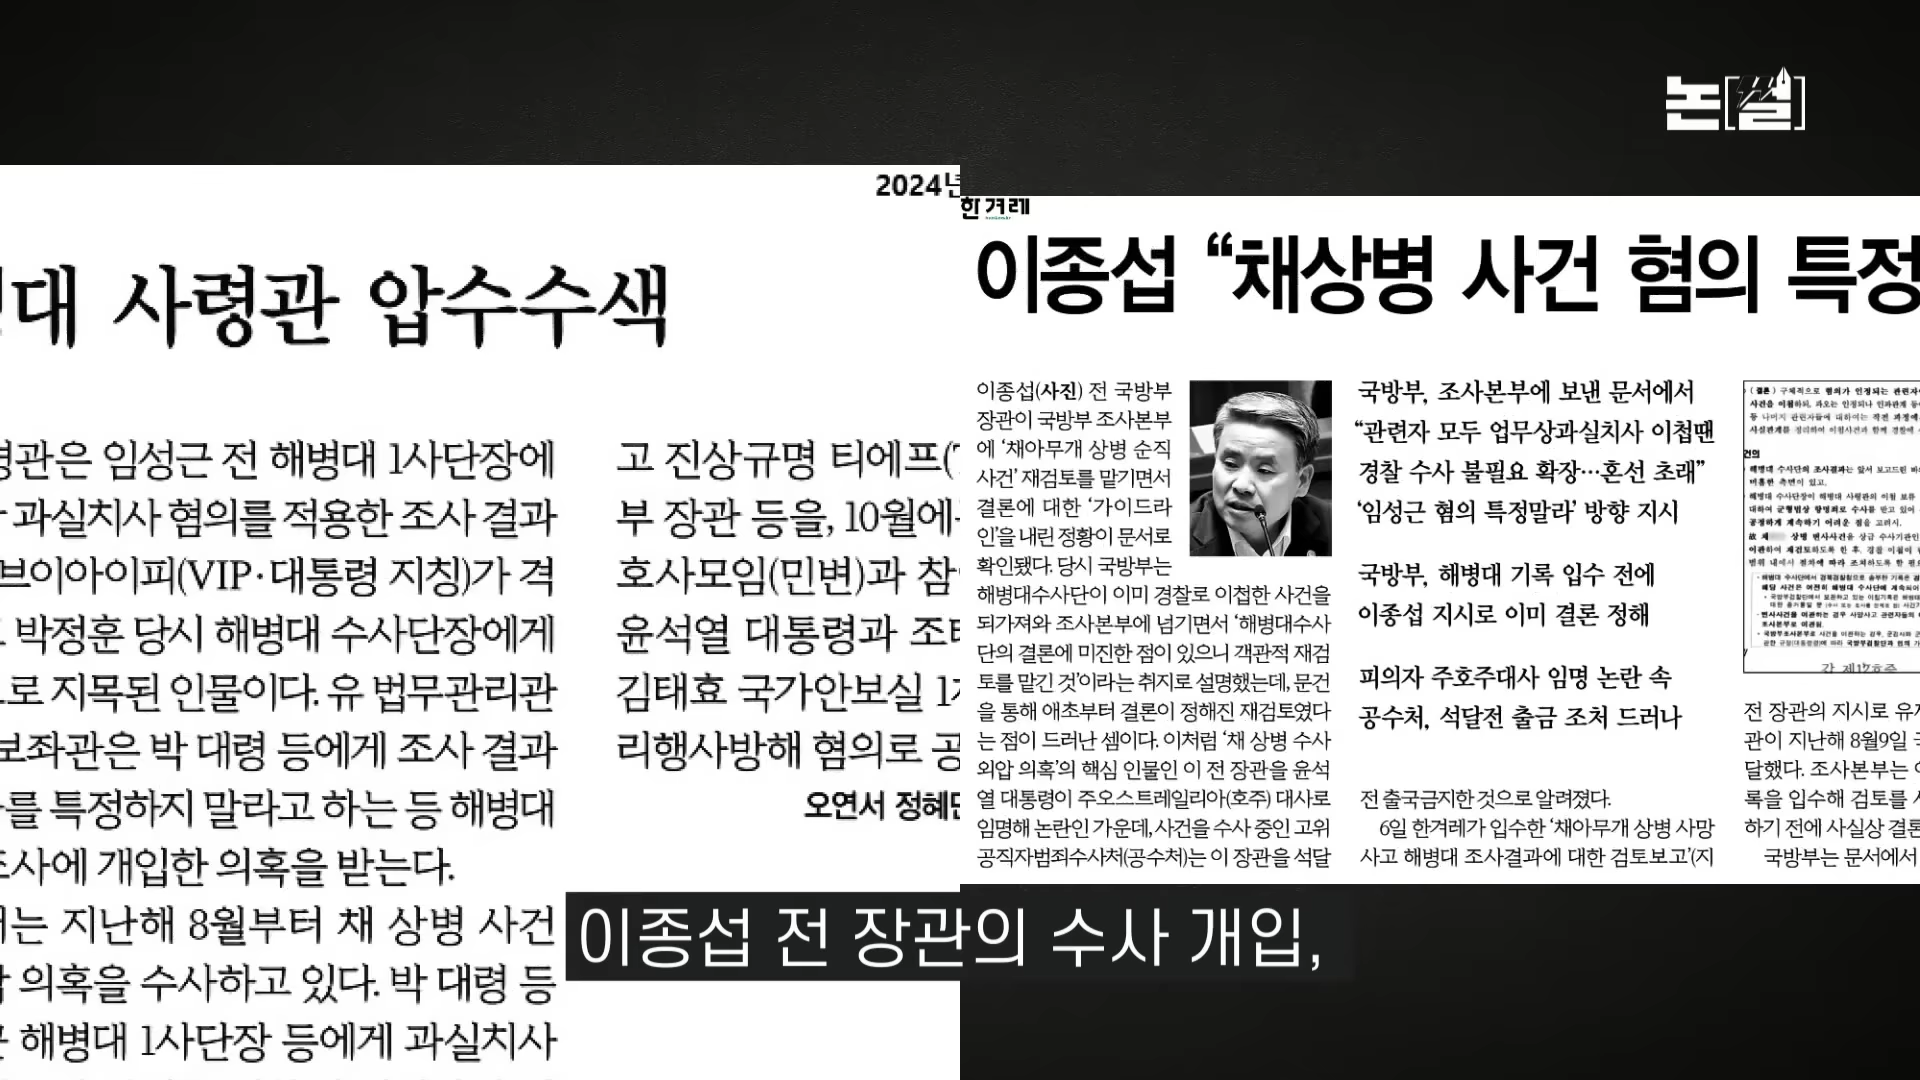 논[썰]
2024년
대 사령관 압수수색
령관은 임성근 전 해병대 1사단장에
과실치사 혐의를 적용한 조사 결과
브이아이피(VIP·대통령 지칭)가 격
박정훈 당시 해병대 수사단장에게
로 지목된 인물이다. 유 법무관리관
보좌관은 박 대령 등에게 조사 결과
를 특정하지 말라고 하는 등 해병대
조사에 개입한 의혹을 받는다.
는 지난해 8월부터 채 상병 사건
의혹을 수사하고 있다. 박 대령 등
해병대 1사단장 등에게 과실치사
고 진상규명 티에프(
부 장관 등을, 10월에
호사모임(민변)과 참
윤석열 대통령과 조
김태효 국가안보실 1
리행사방해 혐의로 공
오연서 정혜민
한겨레
이종섭 “채상병 사건 혐의 특정
이종섭(사진) 전 국방부
장관이 국방부 조사본부
에 ‘채아무개 상병 순직
사건’ 재검토를 맡기면서
결론에 대한 ‘가이드라
인’을 내린 정황이 문서로
확인됐다. 당시 국방부는
해병대수사단이 이미 경찰로 이첩한 사건을
되가져와 조사본부에 넘기면서 ‘해병대수사
단의 결론에 미진한 점이 있으니 객관적 재검
토를 맡긴 것’이라는 취지로 설명했는데, 문건
을 통해 애초부터 결론이 정해진 재검토였다
는 점이 드러난 셈이다. 이처럼 ‘채 상병 수사
외압 의혹’의 핵심 인물인 이 전 장관을 윤석
열 대통령이 주오스트레일리아(호주) 대사로
임명해 논란인 가운데, 사건을 수사 중인 고위
공직자범죄수사처(공수처)는 이 장관을 석달
국방부, 조사본부에 보낸 문서에서
“관련자 모두 업무상과실치사 이첩땐
경찰 수사 불필요 확장…혼선 초래”
‘임성근 혐의 특정말라’ 방향 지시
국방부, 해병대 기록 입수 전에
이종섭 지시로 이미 결론 정해
피의자 주호주대사 임명 논란 속
공수처, 석달전 출금 조처 드러나
전 출국금지한 것으로 알려졌다.
6일 한겨레가 입수한 ‘채아무개 상병 사망
사고 해병대 조사결과에 대한 검토보고’(지
전 장관의 지시로 유
관이 지난해 8월9일
달했다. 조사본부는
록을 입수해 검토를
하기 전에 사실상 결론
국방부는 문서에서
이종섭 전 장관의 수사 개입,